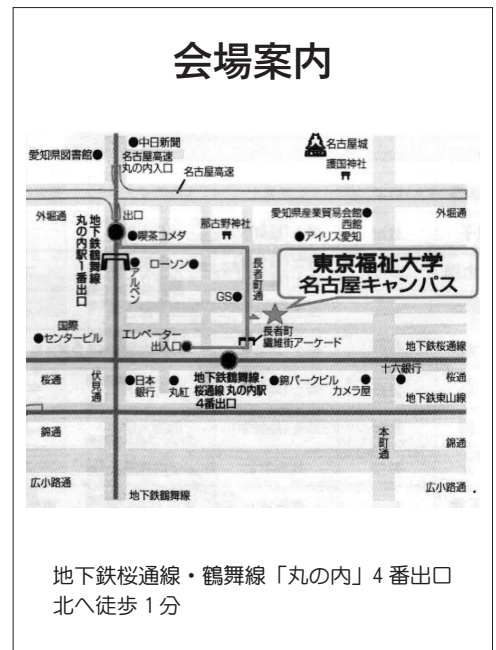 会場案内
●中日新聞
名古屋城
愛知県図書館●
名古屋高速
丸の内入口
護国神社
名古屋高速
外堀通
出口
那古野神社
愛知県産業貿易会館●
西館
外堀通
地下鉄鶴舞線
丸の内駅1番出口
●喫茶コメダ
●アイリス愛知
●アルペン
ローソン●
長者町通
東京福祉大学
名古屋キャンパス
GS●
国際
●センタービル
エレベーター
出入口●
長者町
繊維街アーケード
地下鉄桜通線
桜通
伏見通
●日本
銀行
●丸紅
地下鉄鶴舞線・
桜通線 丸の内駅
4番出口
●錦パークビル
●カメラ屋
十六銀行
●
桜通
地下鉄東山線
錦通
本町通
錦通
広小路通
地下鉄鶴舞線
広小路通
地下鉄桜通線・鶴舞線「丸の内」4番出口
北へ徒歩1分